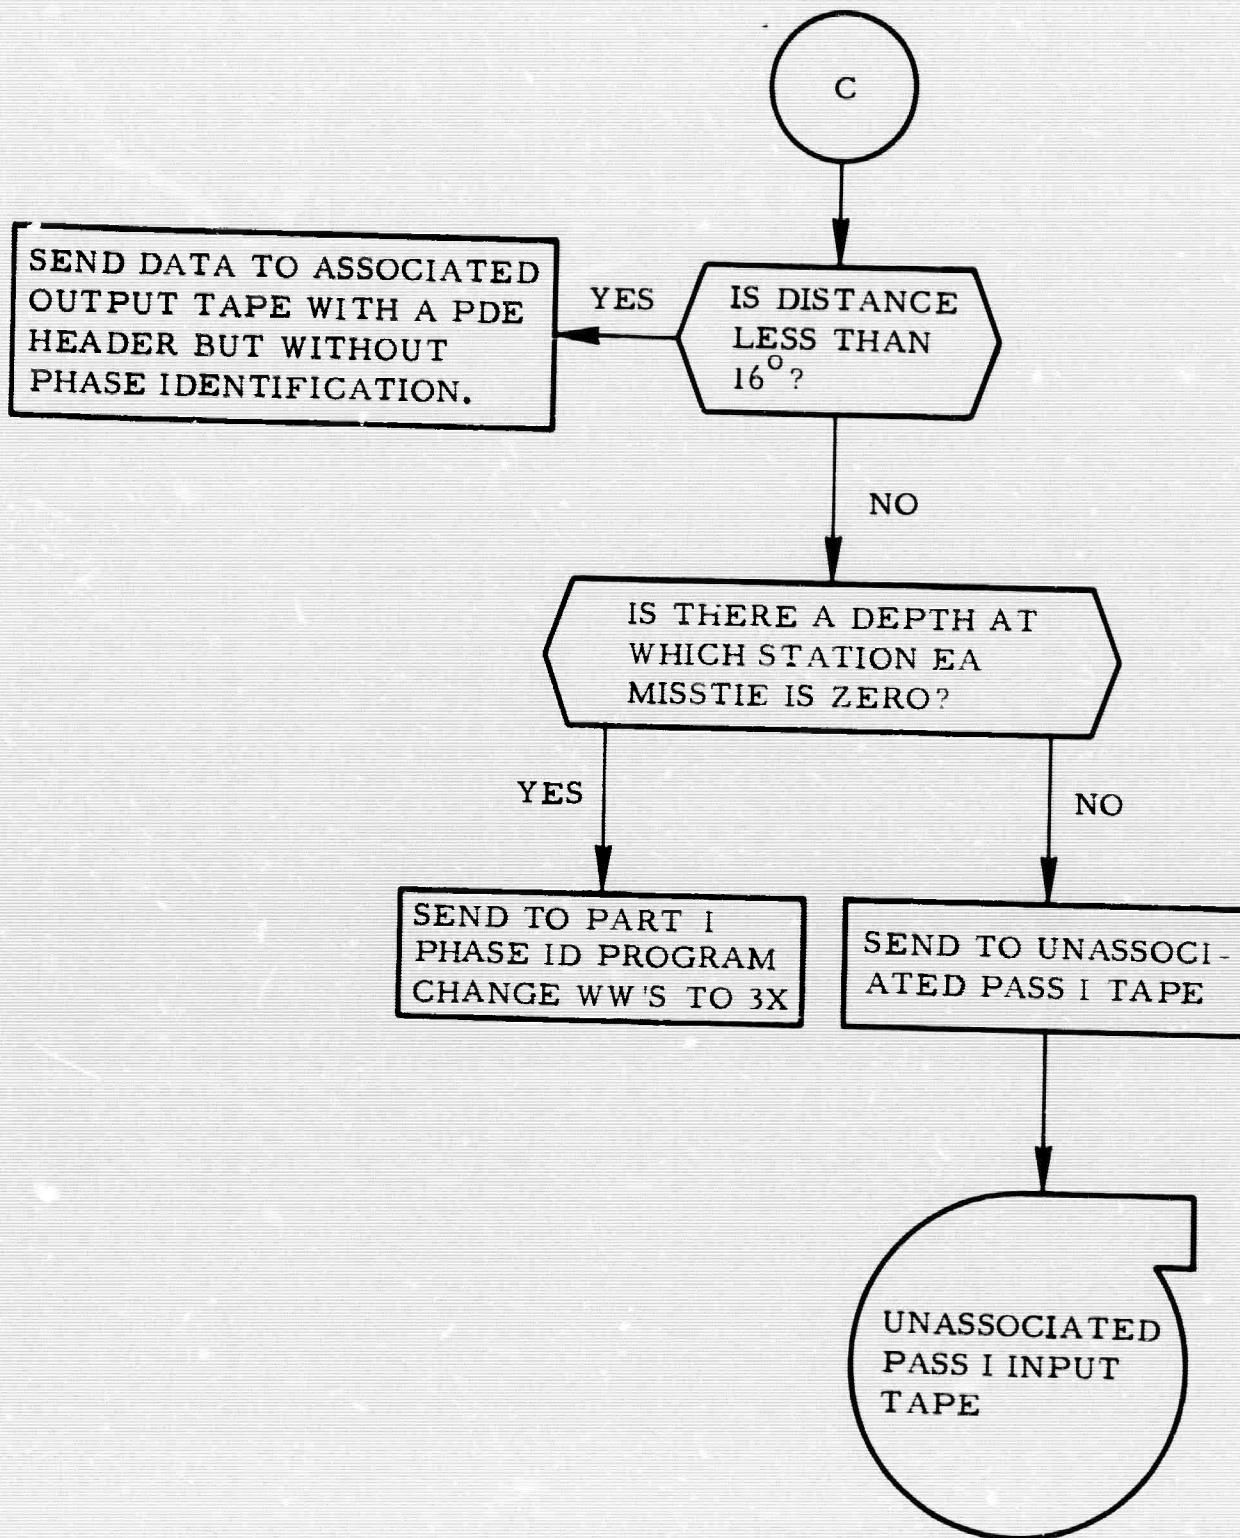 C
SEND DATA TO ASSOCIATED
OUTPUT TAPE WITH A PDE
HEADER BUT WITHOUT
PHASE IDENTIFICATION.
YES
IS DISTANCE
LESS THAN
16°?
NO
IS THERE A DEPTH AT
WHICH STATION EA
MISSTIE IS ZERO?
YES
NO
SEND TO PART I
PHASE ID PROGRAM
CHANGE WW'S TO 3X
SEND TO UNASSOCI-
ATED PASS I TAPE
UNASSOCIATED
PASS I INPUT
TAPE